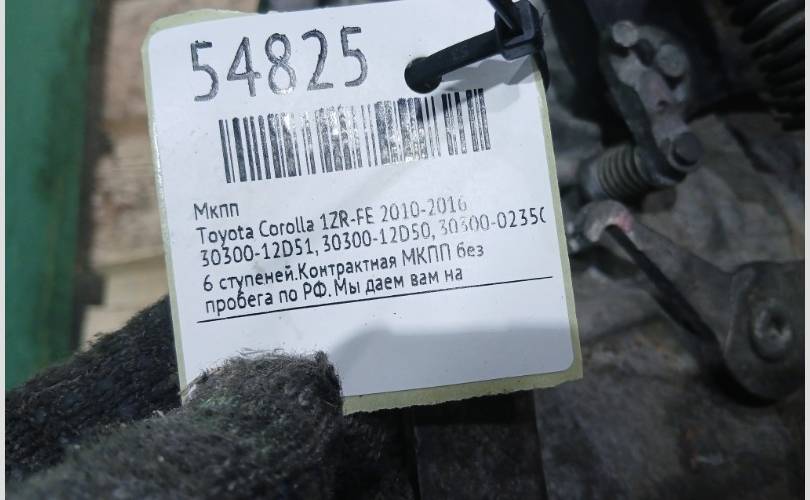 54825
Мкпп
Toyota Corolla 1ZR-FE 2010-2016
30300-12D51, 30300-12D50, 30300-0235(
6 ступеней.Контрактная МКПП без
пробега по РФ.Мы даем вам на